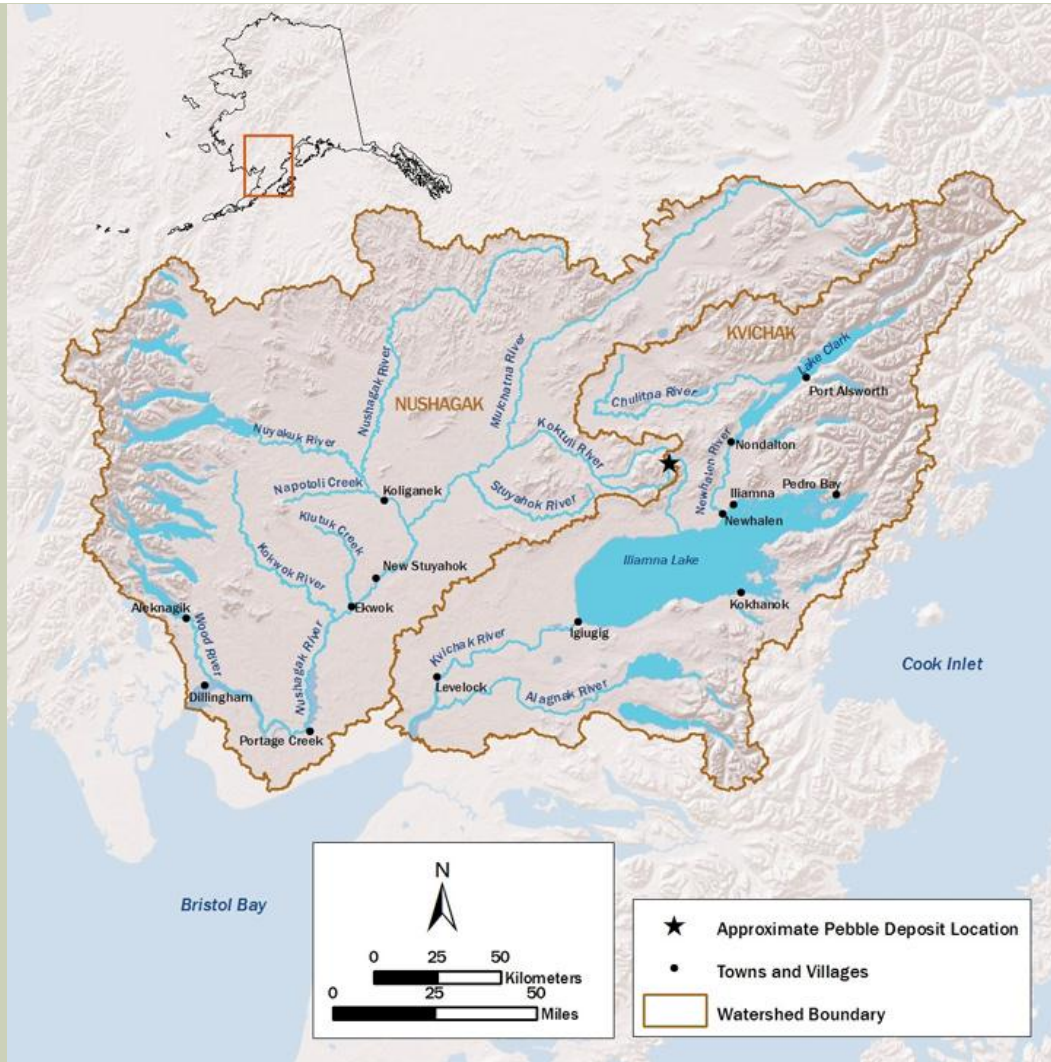 KVICHAK
Lake Clark
Port Alsworth
Chulitna River
Nushagak River
Mulchatna River
NUSHAGAK
Nuyakuk River
Koktuli River
Nondalton
Newhalen River
Napotoli Creek
Koliganek
Stuyahok River
Iliamna
Pedro Bay
Newhalen
Klutuk Creek
Kokwok River
New Stuyahok
Iliamna Lake
Ekwok
Kokhanok
Aleknagik
Wood River
Igiugig
Kvichak River
Nushagak River
Cook Inlet
Levelock
Alagnak River
Dillingham
Portage Creek
Bristol Bay
N
0 25 50
Kilometers
0 25 50
Miles
Approximate Pebble Deposit Location
Towns and Villages
Watershed Boundary